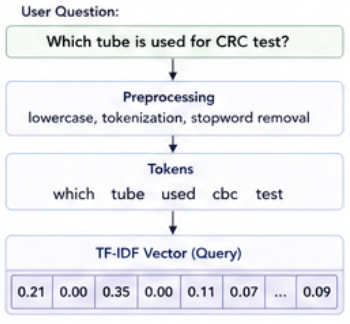 User Question:
Which tube is used for CRC test?
Preprocessing
lowercase, tokenization, stopword removal
Tokens
which tube used cbc test
TF-IDF Vector (Query)
0.21 0.00 0.35 0.00 0.11 0.07 ... 0.09